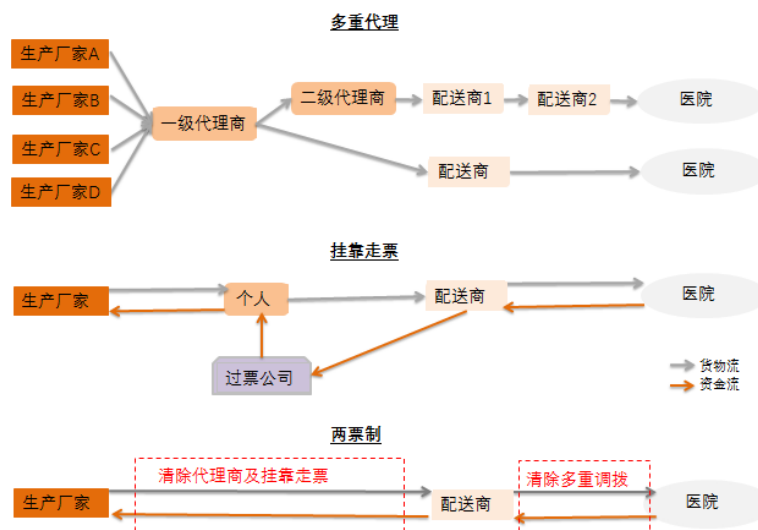 多重代理
生产厂家A
生产厂家B
生产厂家C
生产厂家D
一级代理商
二级代理商
配送商1
配送商2
医院
配送商
医院
挂靠走票
生产厂家
个人
配送商
医院
过票公司
货物流
资金流
两票制
清除代理商及挂靠走票
清除多重调拨
生产厂家
配送商
医院